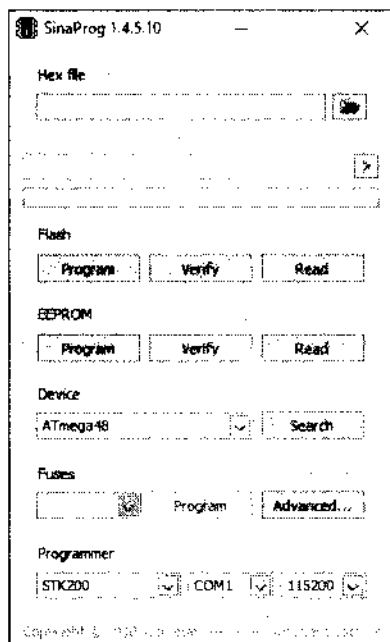 SinaProg 1.4.5.10
Hex file
>
Flash
Program Verify Read
EEPROM
Program Verify Read
Device
ATmega48 Search
Fuses
Program Advanced...
Programmer
STK200 COM1 115200